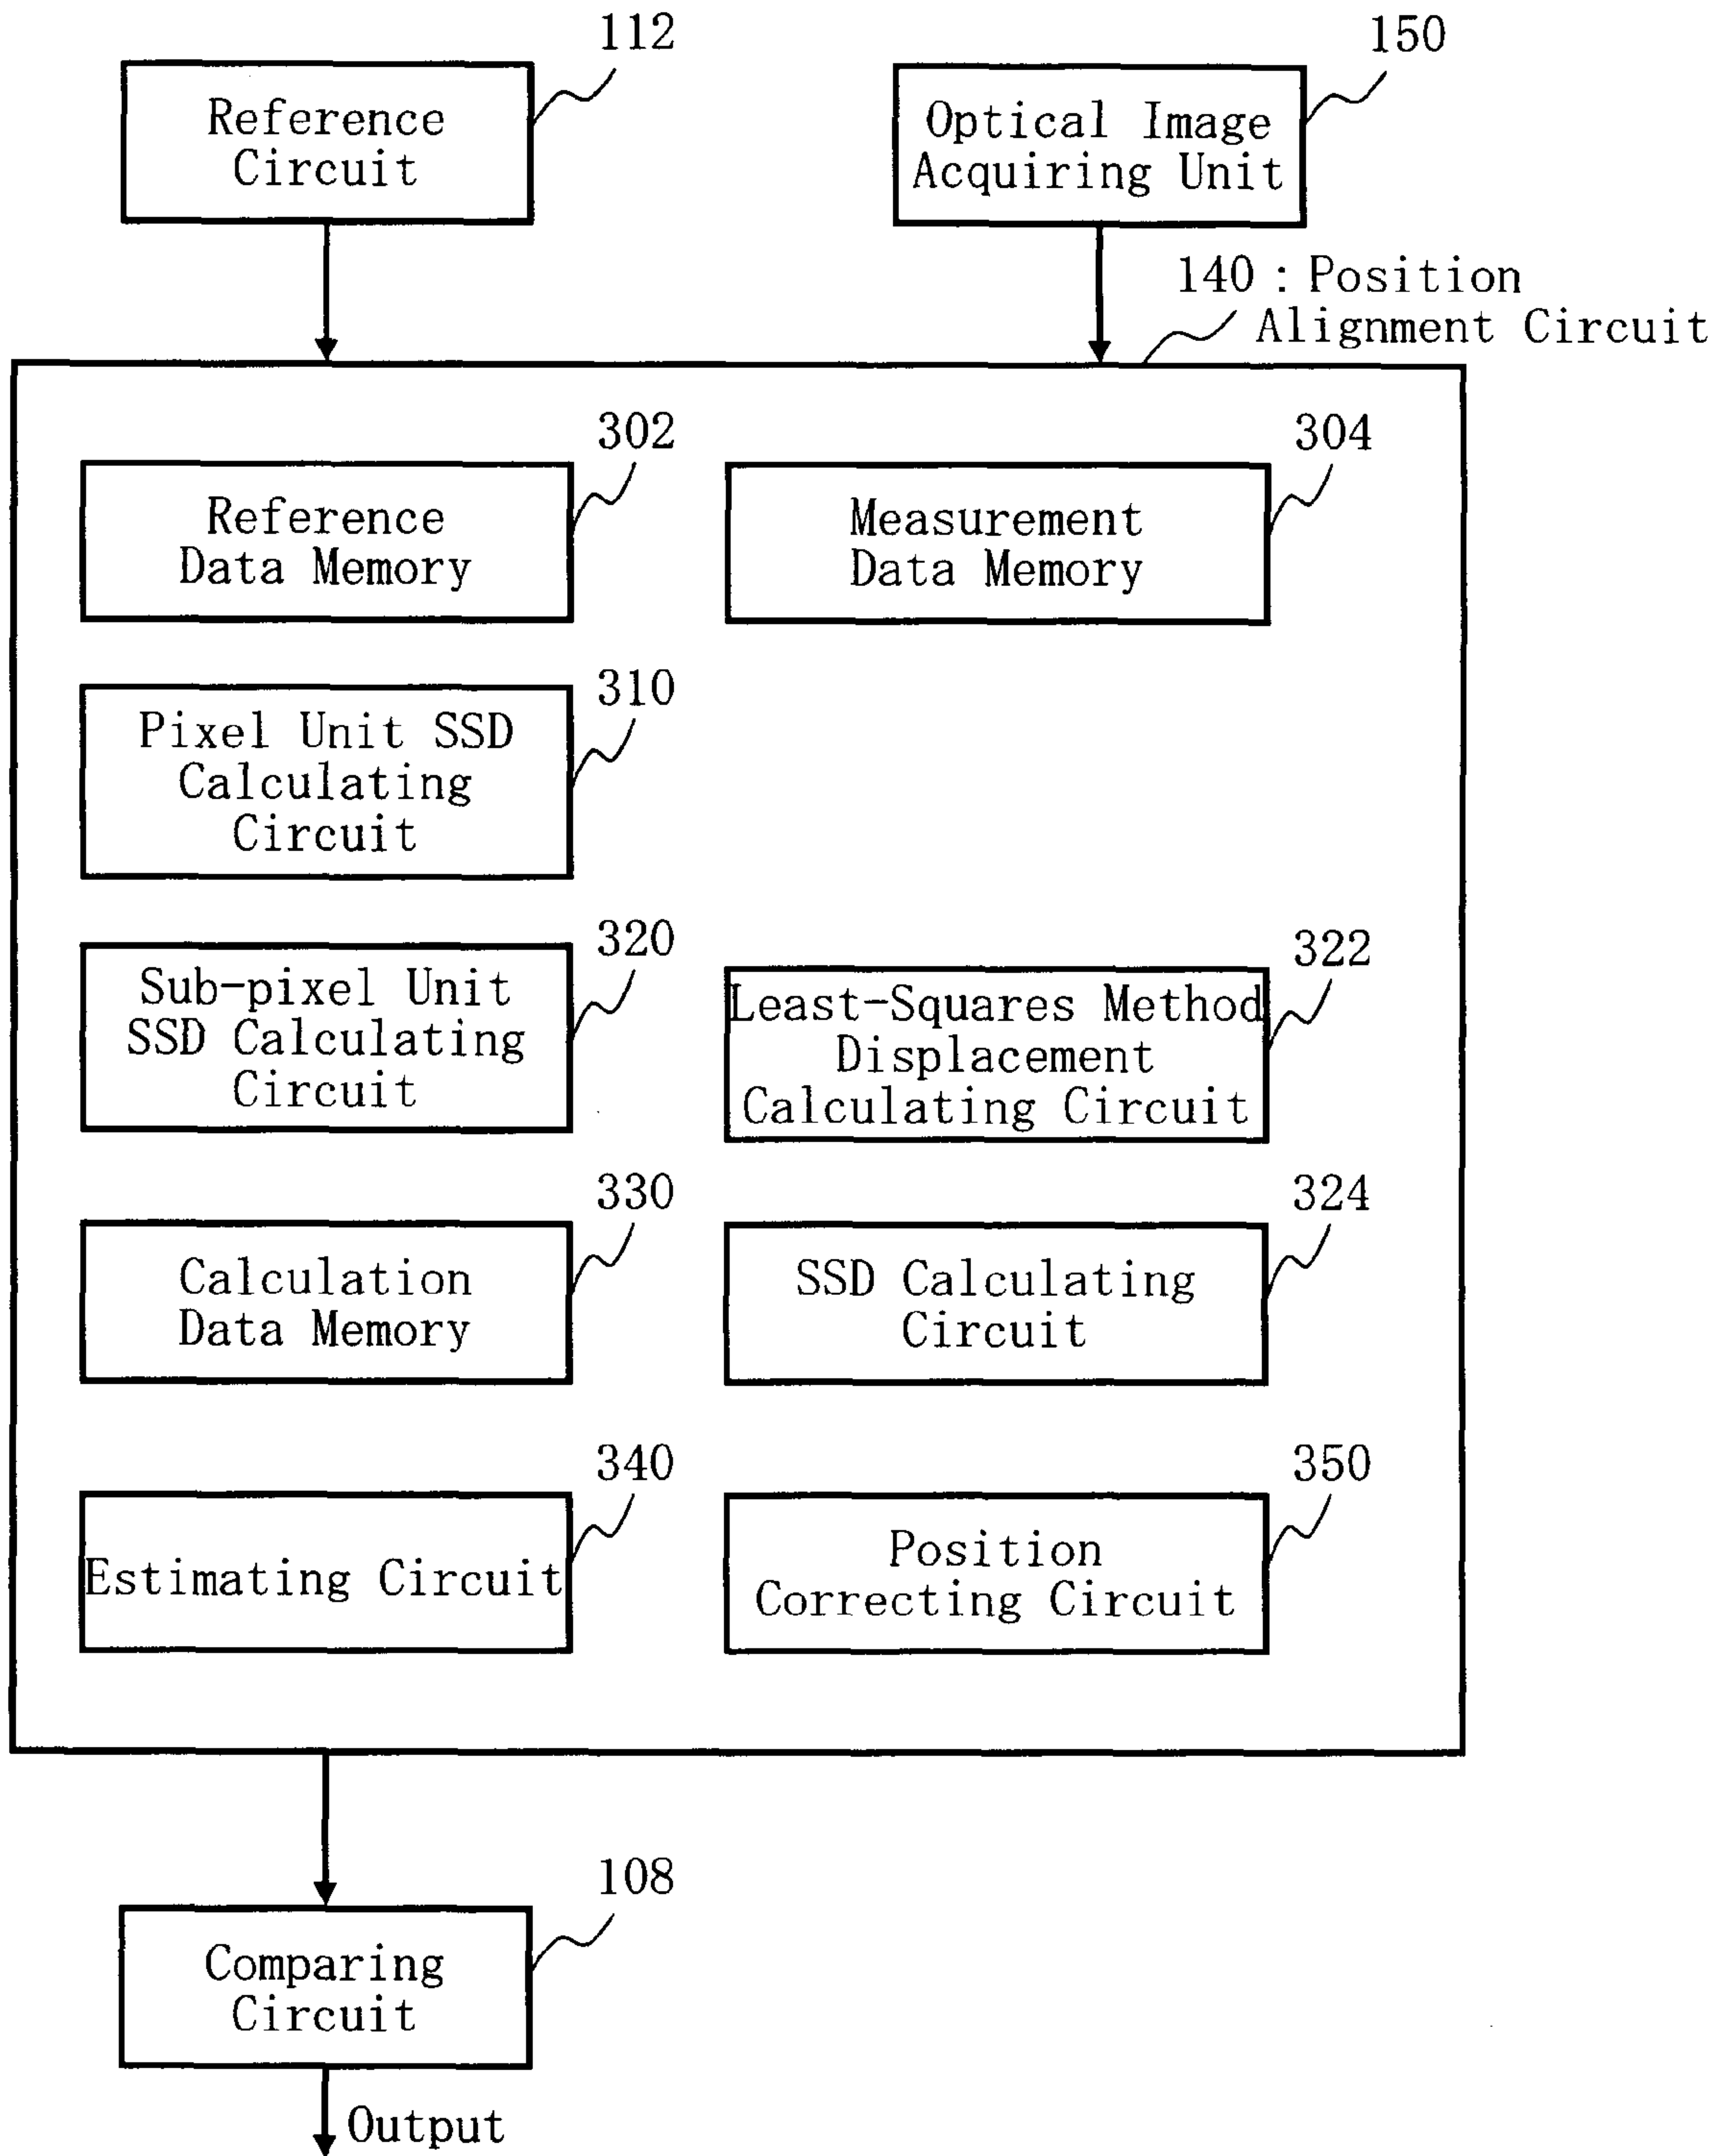 112
Reference
Circuit
150
Optical Image
Acquiring Unit
140 : Position
Alignment Circuit
302
Reference
Data Memory
304
Measurement
Data Memory
310
Pixel Unit SSD
Calculating
Circuit
320
Sub-pixel Unit
SSD Calculating
Circuit
322
Least-Squares Method
Displacement
Calculating Circuit
330
Calculation
Data Memory
324
SSD Calculating
Circuit
340
Estimating Circuit
350
Position
Correcting Circuit
108
Comparing
Circuit
Output